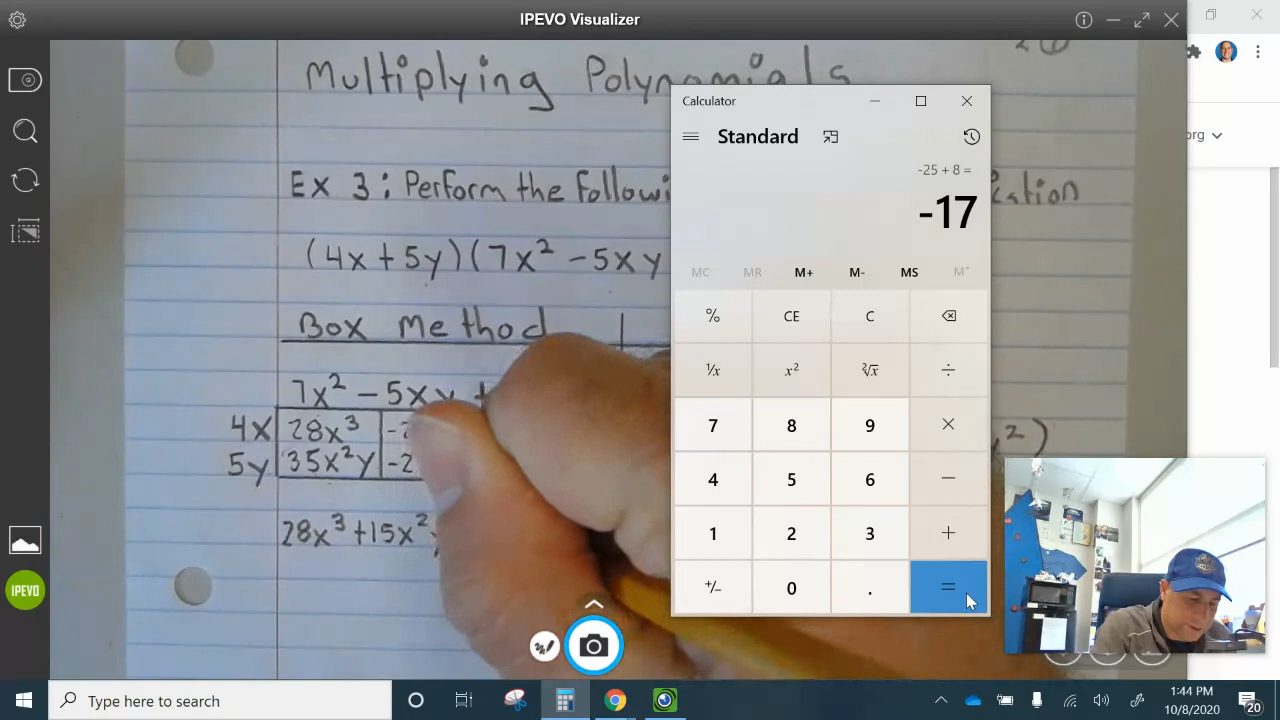 IPEVO Visualizer
Multiplying Polynomials
Ex 3 : Perform the
(4x + 5y)(7x² - 5xy
Box Method
7x² - 5xy +
4x 28x³
5y 35x²y
28x³ + 15x²
y²)
Calculator
Standard
-25 + 8 =
-17
MC MR M+ M- MS M˅
% CE C
¹/x x² ²√x ÷
7 8 9 ×
4 5 6 −
1 2 3 +
+/− 0 . =
org
IPEVO
Type here to search
1:44 PM
10/8/2020
20